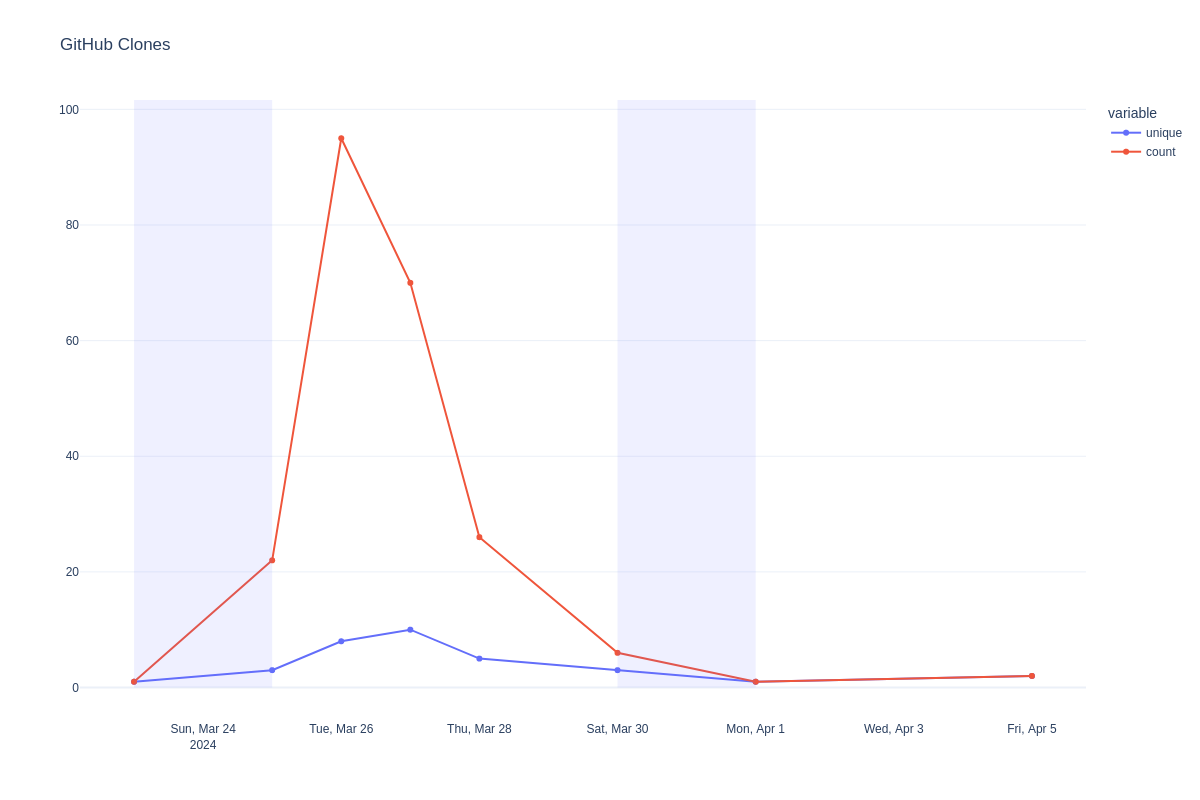 GitHub Clones
100
80
60
40
20
0
Sun, Mar 24
2024
Tue, Mar 26
Thu, Mar 28
Sat, Mar 30
Mon, Apr 1
Wed, Apr 3
Fri, Apr 5
variable
unique
count